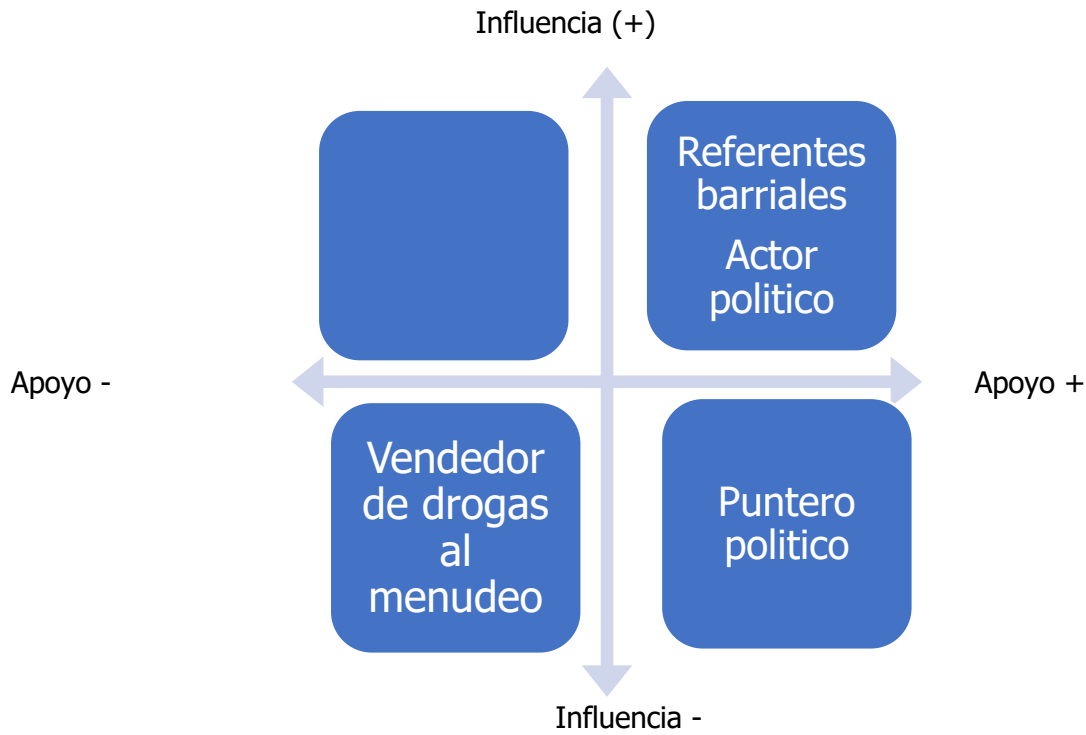 Influencia (+)
Referentes
barriales
Actor
politico
Apoyo -
Apoyo +
Vendedor
de drogas
al
menudeo
Puntero
politico
Influencia -